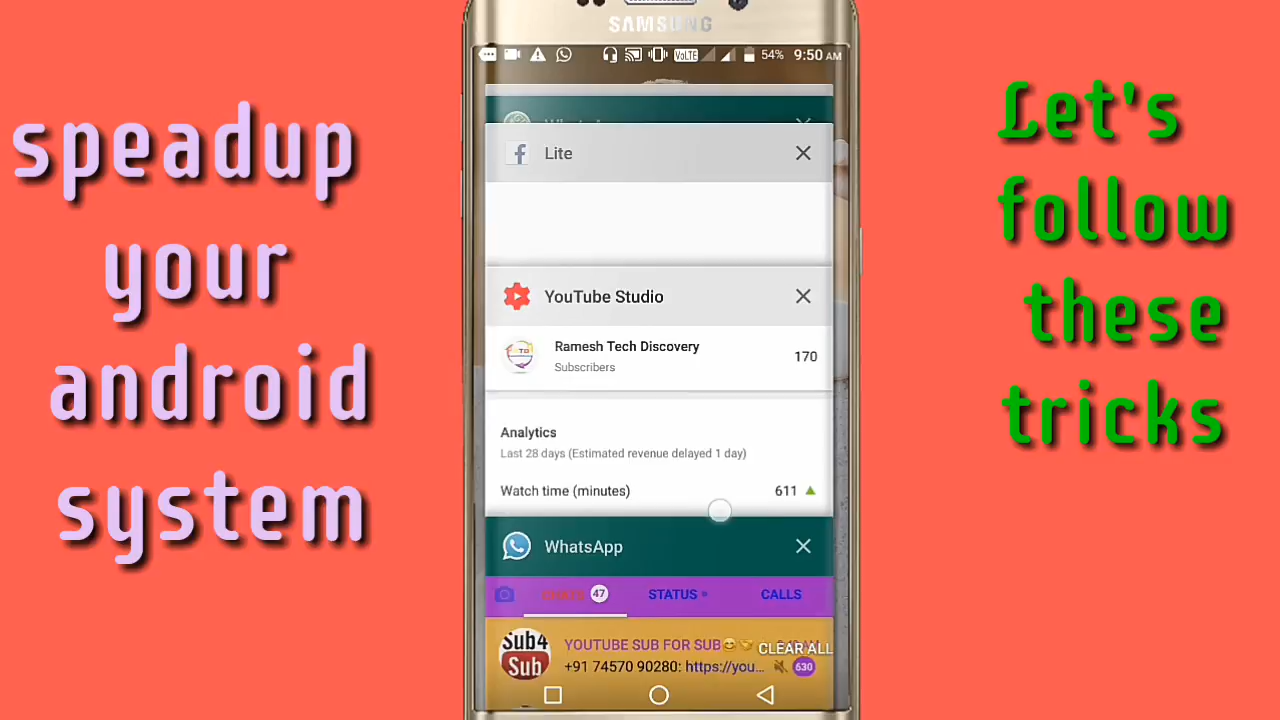 speadup
your
android
system
Let's
follow
these
tricks
SAMSUNG
VoLTE 54% 9:50 AM
Lite
YouTube Studio
Ramesh Tech Discovery
Subscribers
170
Analytics
Last 28 days (Estimated revenue delayed 1 day)
Watch time (minutes) 611
WhatsApp
CHATS 47 STATUS CALLS
Sub4
Sub
YOUTUBE SUB FOR SUB😊🤝
CLEAR ALL
+91 74570 90280: https://you... 630